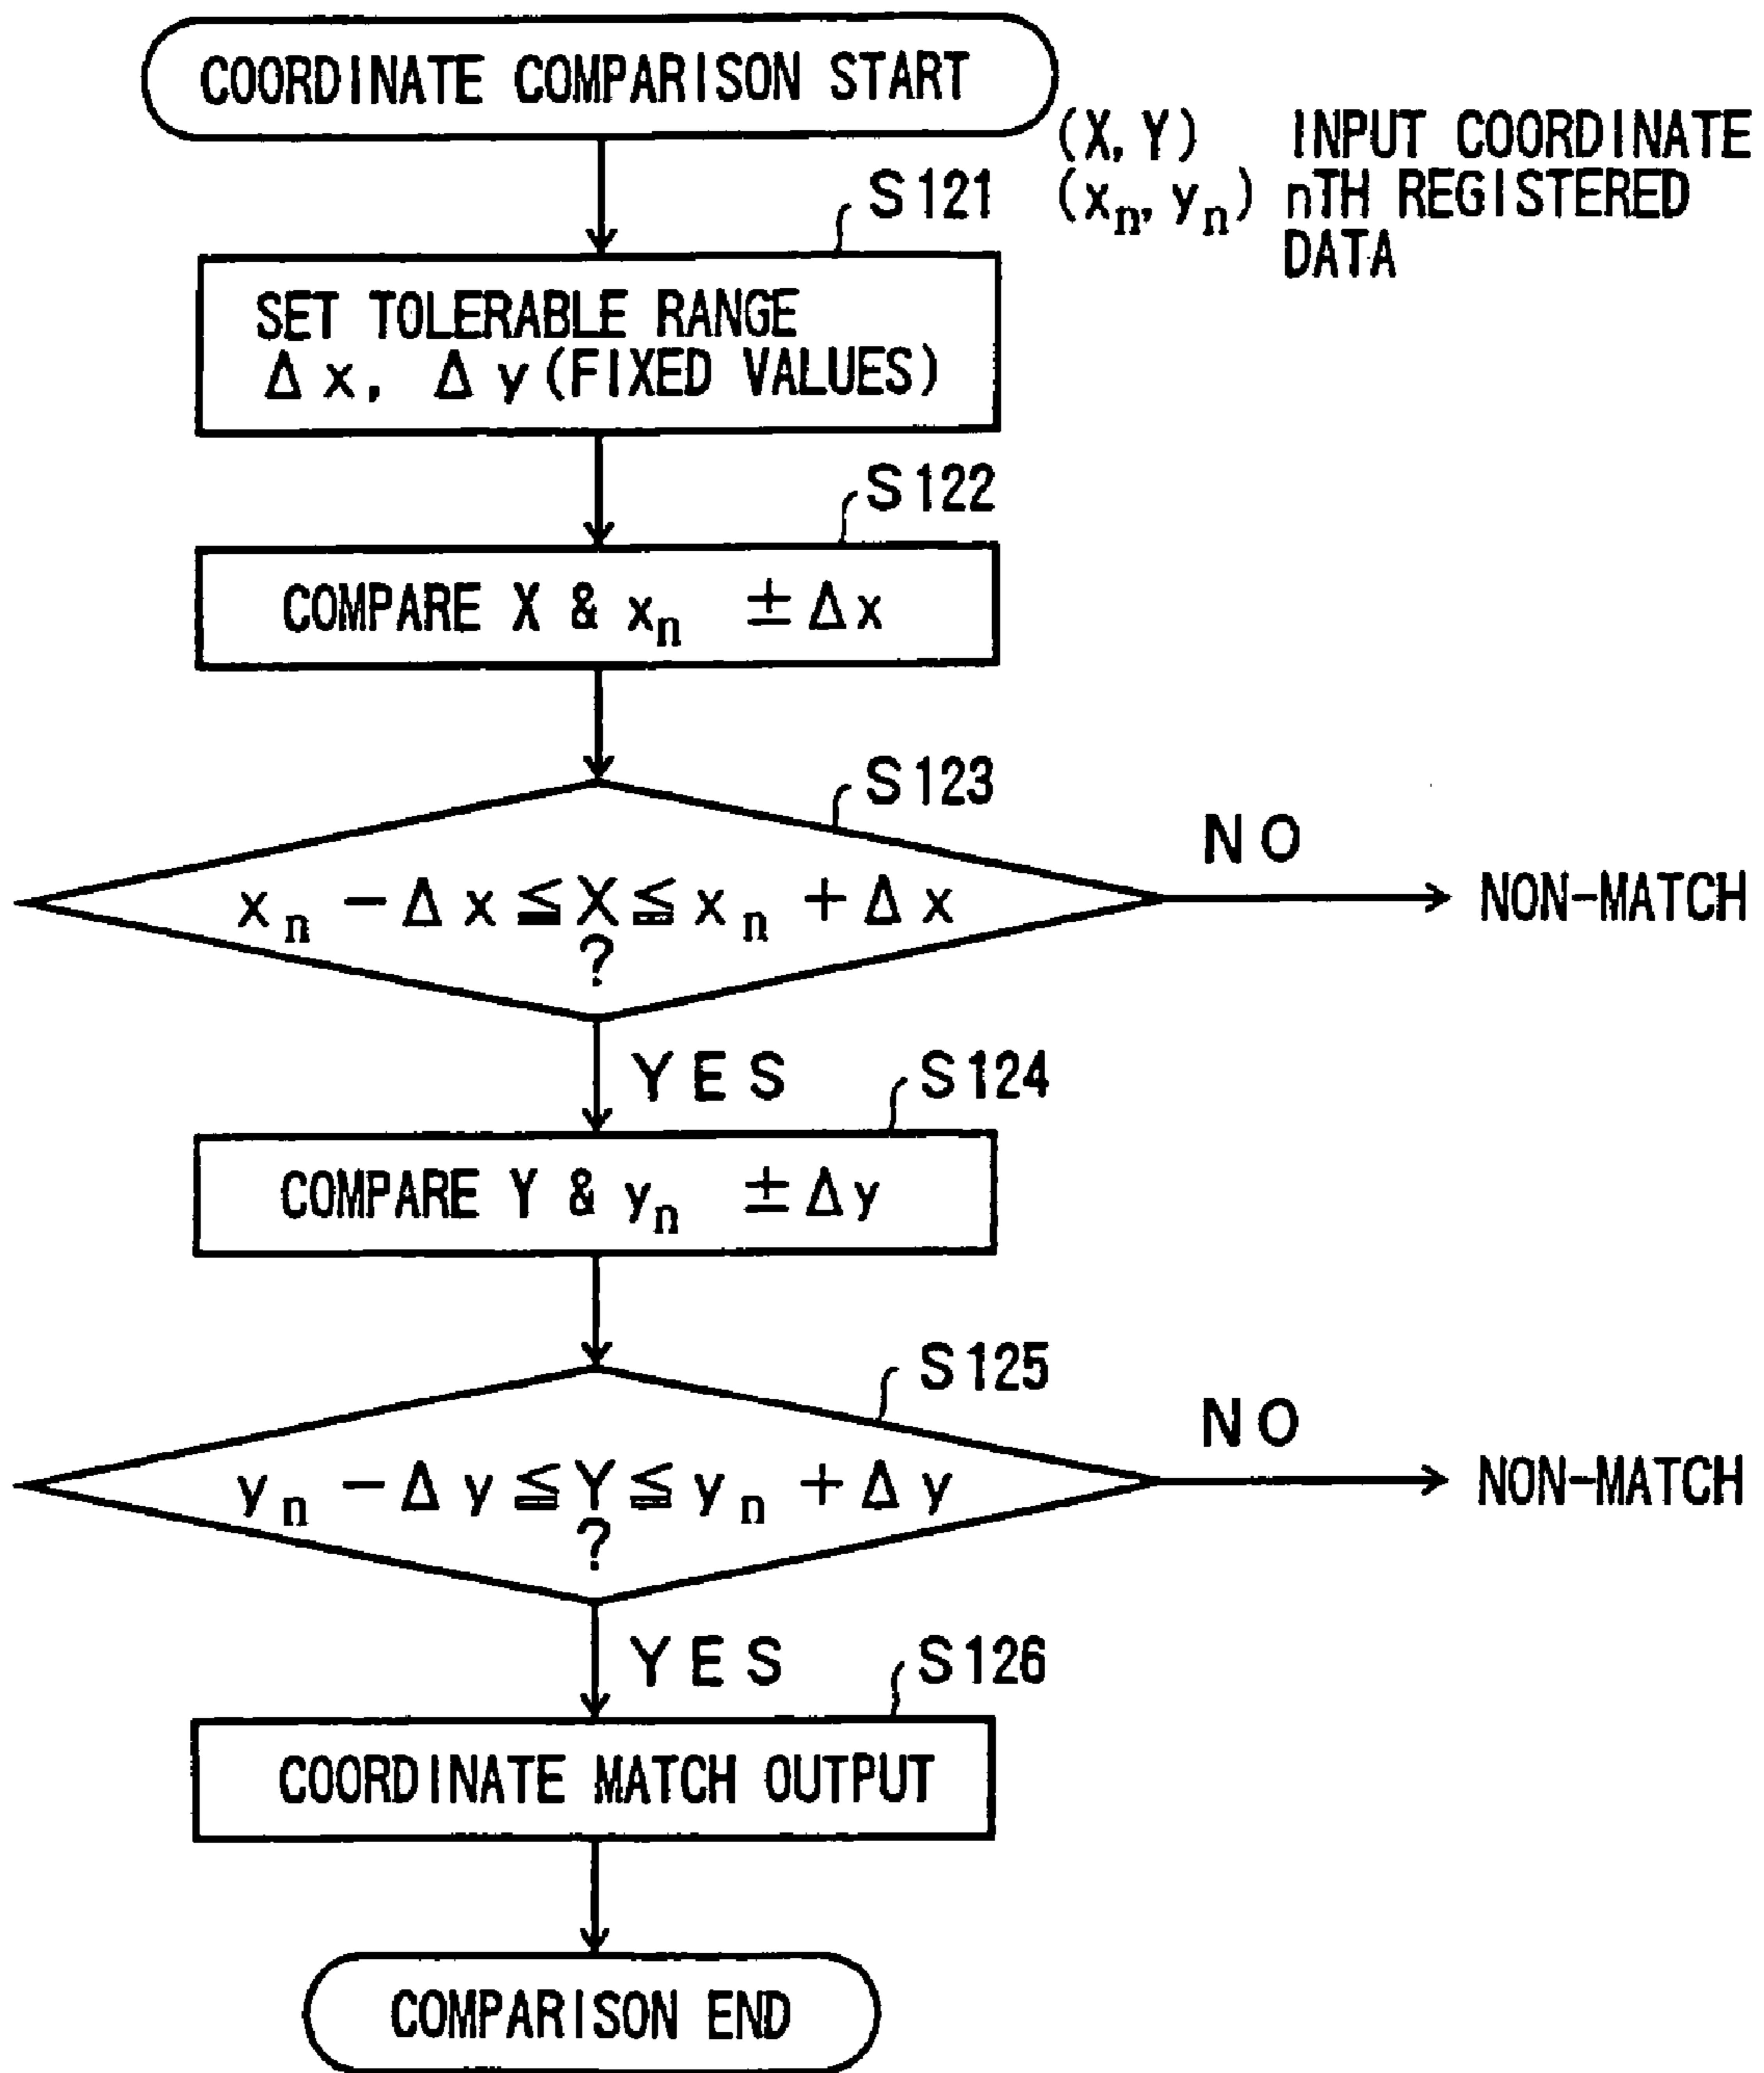 COORDINATE COMPARISON START
(X, Y) INPUT COORDINATE
(xn, yn) nTH REGISTERED
DATA
S121
SET TOLERABLE RANGE
Δx, Δy (FIXED VALUES)
S122
COMPARE X & xn ±Δx
S123
xn - Δx ≦ X ≦ xn + Δx
?
NO
NON-MATCH
YES
S124
COMPARE Y & yn ±Δy
S125
yn - Δy ≦ Y ≦ yn + Δy
?
NO
NON-MATCH
YES
S126
COORDINATE MATCH OUTPUT
COMPARISON END